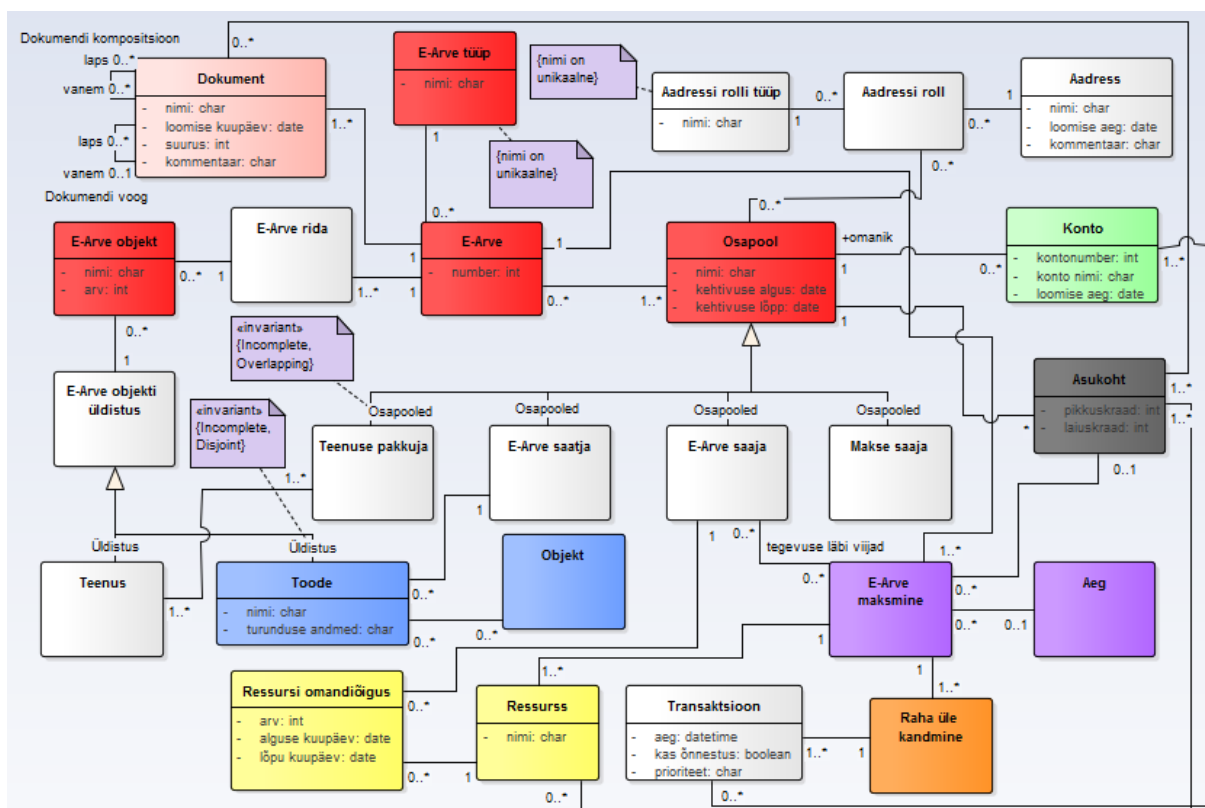 Dokumendi kompositsioon
0..*
laps 0..*
vanem 0..*
Dokument
- nimi: char
- loomise kuupäev: date
- suurus: int
- kommentaar: char
laps 0..*
vanem 0..1
Dokumendi voog
1..*
E-Arve tüüp
- nimi: char
1
0..*
{nimi on
unikaalne}
{nimi on
unikaalne}
Aadressi rolli tüüp
- nimi: char
1
0..*
Aadressi roll
0..*
0..*
1
Aadress
- nimi: char
- loomise aeg: date
- kommentaar: char
E-Arve objekt
- nimi: char
- arv: int
0..*
1
E-Arve rida
1..*
1
1
E-Arve
- number: int
1
0..*
1..*
0..*
Osapool
- nimi: char
- kehtivuse algus: date
- kehtivuse lõpp: date
+omanik
1
1
0..*
Konto
- kontonumber: int
- konto nimi: char
- loomise aeg: date
1..*
0..*
1
E-Arve objekti
üldistus
«invariant»
{Incomplete,
Overlapping}
«invariant»
{Incomplete,
Disjoint}
Asukoht
- pikkuskraad: int
- laiuskraad: int
1..*
1..*
*
0..1
Osapooled
Osapooled
Osapooled
Osapooled
Teenuse pakkuja
E-Arve saatja
E-Arve saaja
Makse saaja
1..*
1
1
0..*
tegevuse läbi viijad
0..*
1..*
Üldistus
Üldistus
Teenus
1..*
Toode
- nimi: char
- turunduse andmed: char
0..*
0..*
0..*
Objekt
E-Arve
maksmine
0..*
0..*
0..1
1
1
Aeg
Ressursi omandiõigus
- arv: int
- alguse kuupäev: date
- lõpu kuupäev: date
0..*
0..*
1
1..*
Ressurss
- nimi: char
0..*
Transaktsioon
- aeg: datetime
- kas õnnestus: boolean
- prioriteet: char
1..*
0..*
1
1..*
Raha üle
kandmine